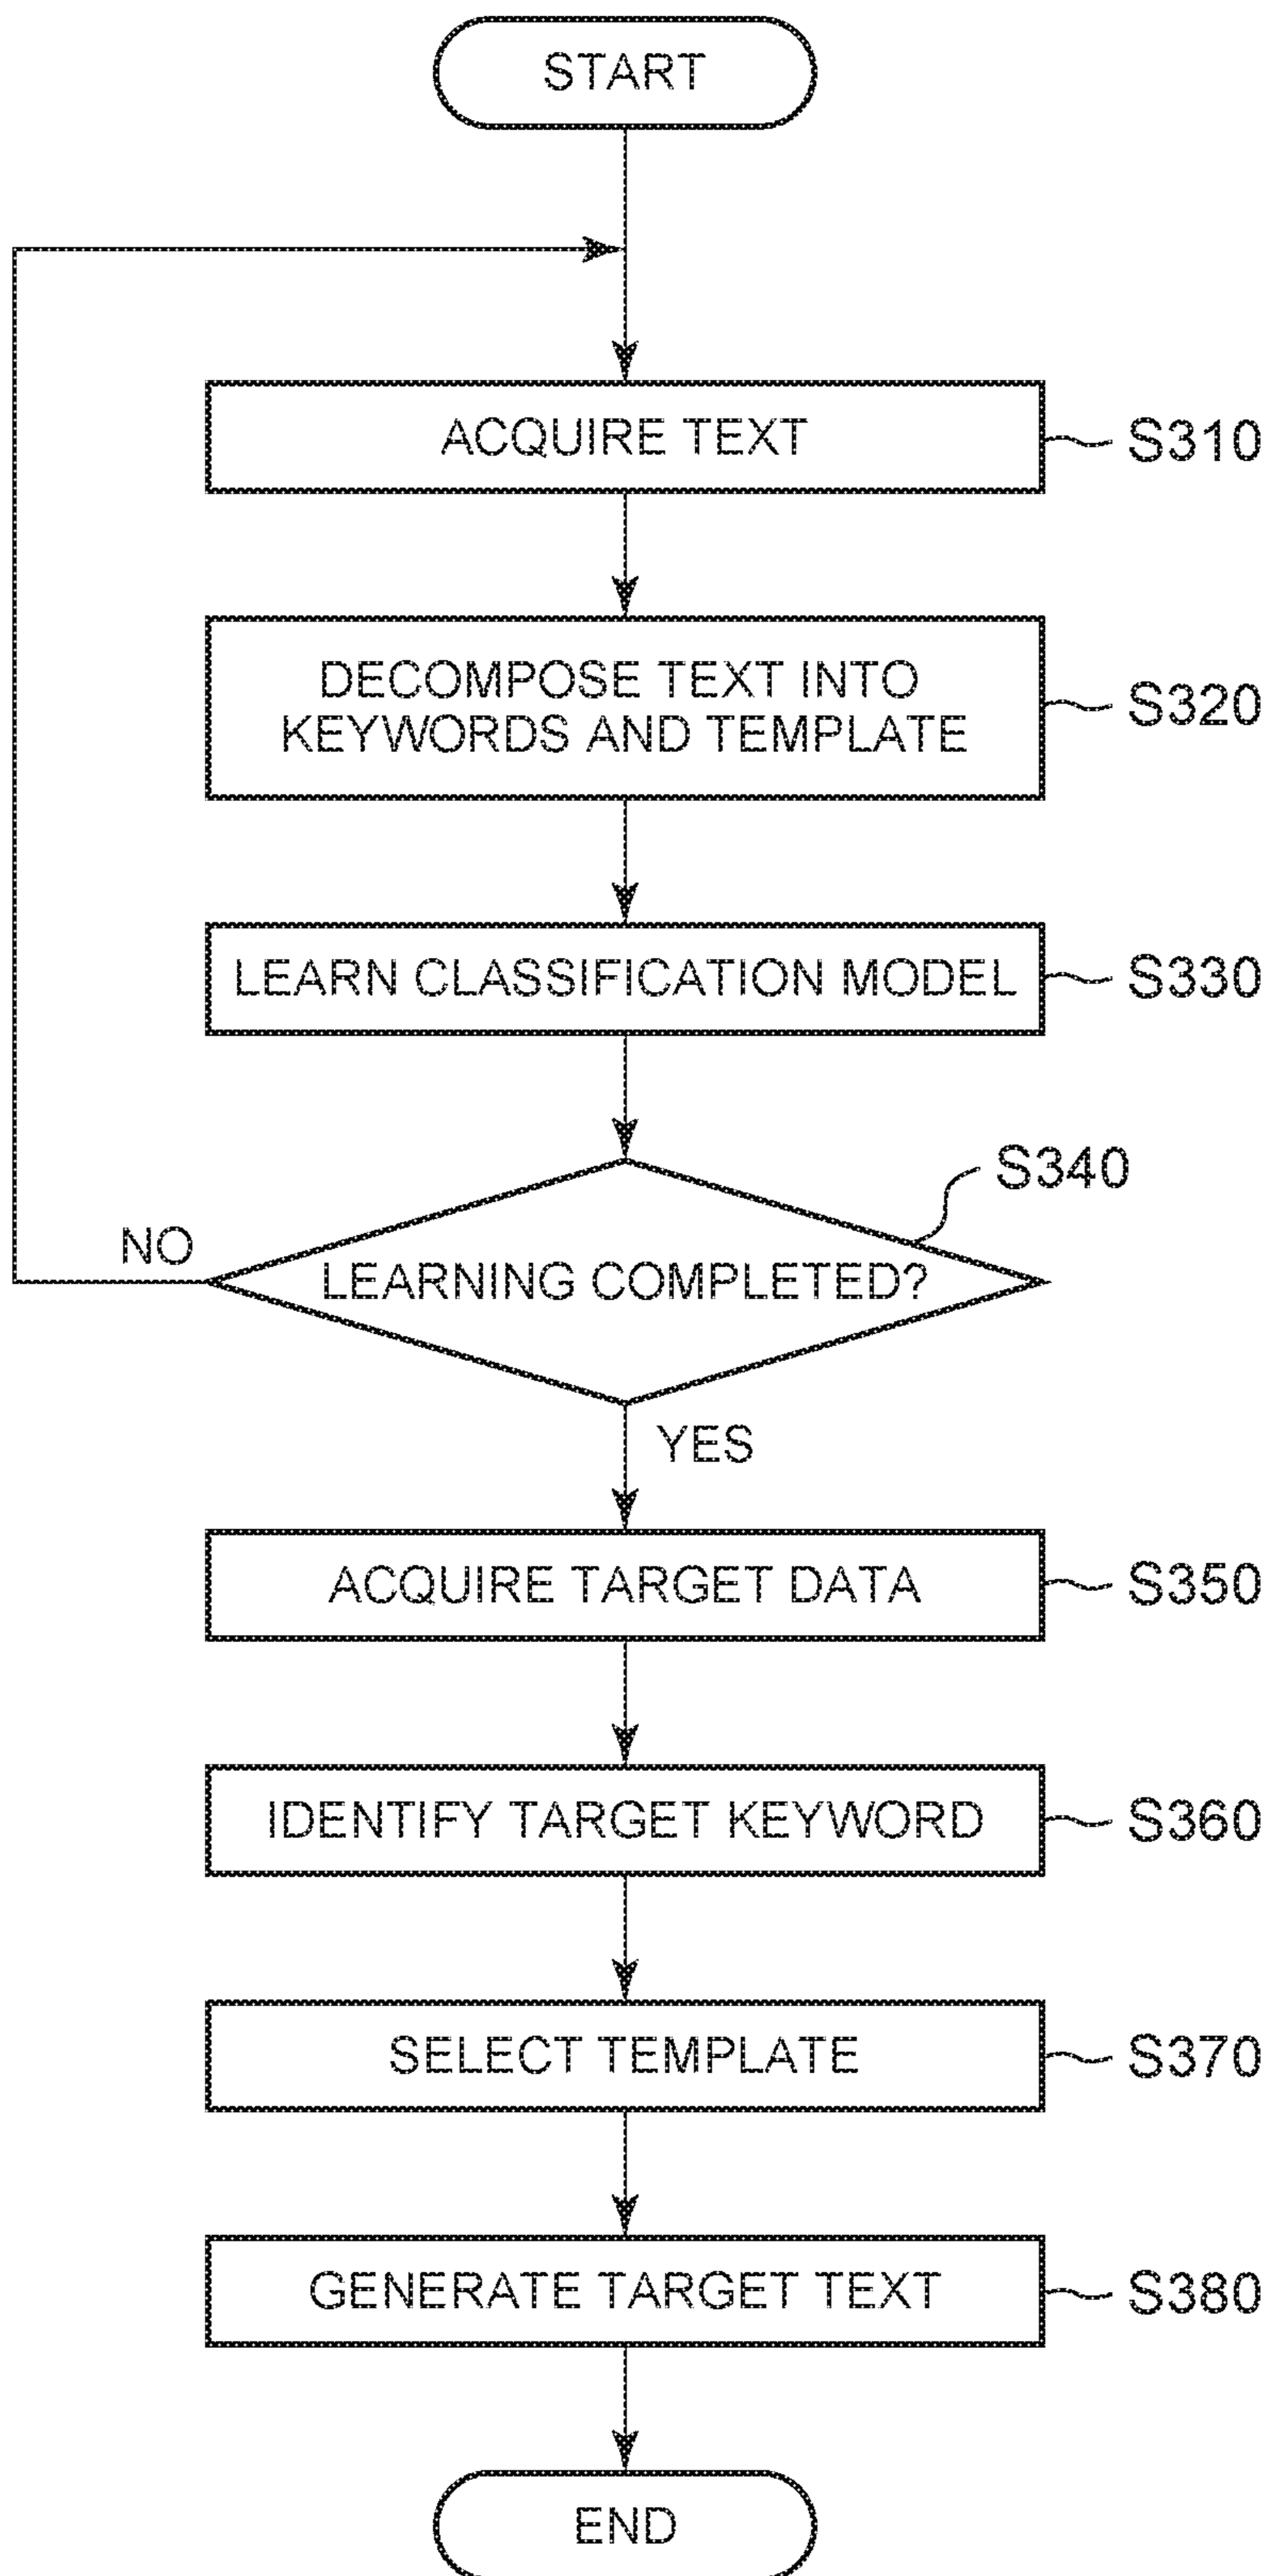 START
ACQUIRE TEXT
S310
DECOMPOSE TEXT INTO
KEYWORDS AND TEMPLATE
S320
LEARN CLASSIFICATION MODEL
S330
S340
NO
LEARNING COMPLETED?
YES
ACQUIRE TARGET DATA
S350
IDENTIFY TARGET KEYWORD
S360
SELECT TEMPLATE
S370
GENERATE TARGET TEXT
S380
END